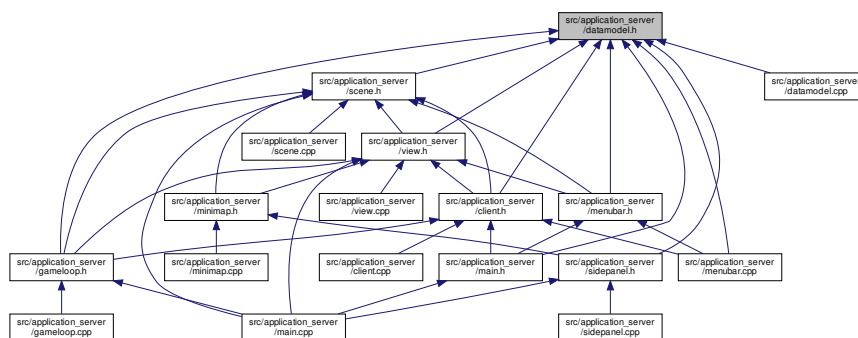 src/application_server
/datamodel.h
src/application_server
/scene.h
src/application_server
/datamodel.cpp
src/application_server
/scene.cpp
src/application_server
/view.h
src/application_server
/minimap.h
src/application_server
/view.cpp
src/application_server
/client.h
src/application_server
/menubar.h
src/application_server
/gameloop.h
src/application_server
/minimap.cpp
src/application_server
/client.cpp
src/application_server
/main.h
src/application_server
/sidepanel.h
src/application_server
/menubar.cpp
src/application_server
/gameloop.cpp
src/application_server
/main.cpp
src/application_server
/sidepanel.cpp